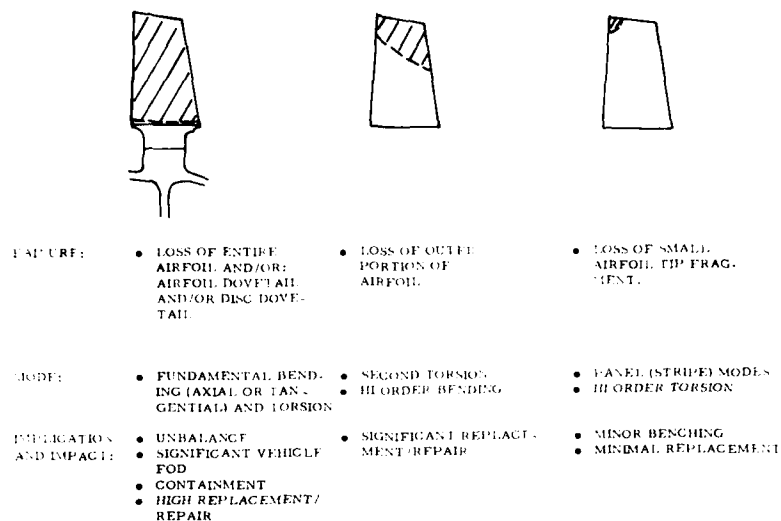 FAILURE:
• LOSS OF ENTIRE
AIRFOIL AND/OR:
AIRFOIL DOVETAIL
AND/OR DISC DOVE-
TAIL
• LOSS OF OUTER
PORTION OF
AIRFOIL
• LOSS OF SMALL
AIRFOIL TIP FRAG-
MENT.
MODE:
• FUNDAMENTAL BEND-
ING (AXIAL OR TAN-
GENTIAL) AND TORSION
• SECOND TORSION
• HI ORDER BENDING
• PANEL (STRIPE) MODES
• HI ORDER TORSION
IMPLICATION
AND IMPACT:
• UNBALANCE
• SIGNIFICANT VEHICLE
FOD
• CONTAINMENT
• HIGH REPLACEMENT/
REPAIR
• SIGNIFICANT REPLACE-
MENT/REPAIR
• MINOR BENCHING
• MINIMAL REPLACEMENT